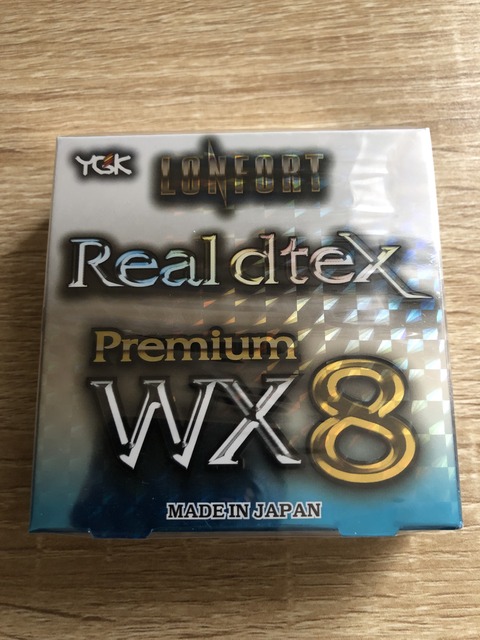 YGK LONFORT
Real dtex
Premium
WX8
MADE IN JAPAN